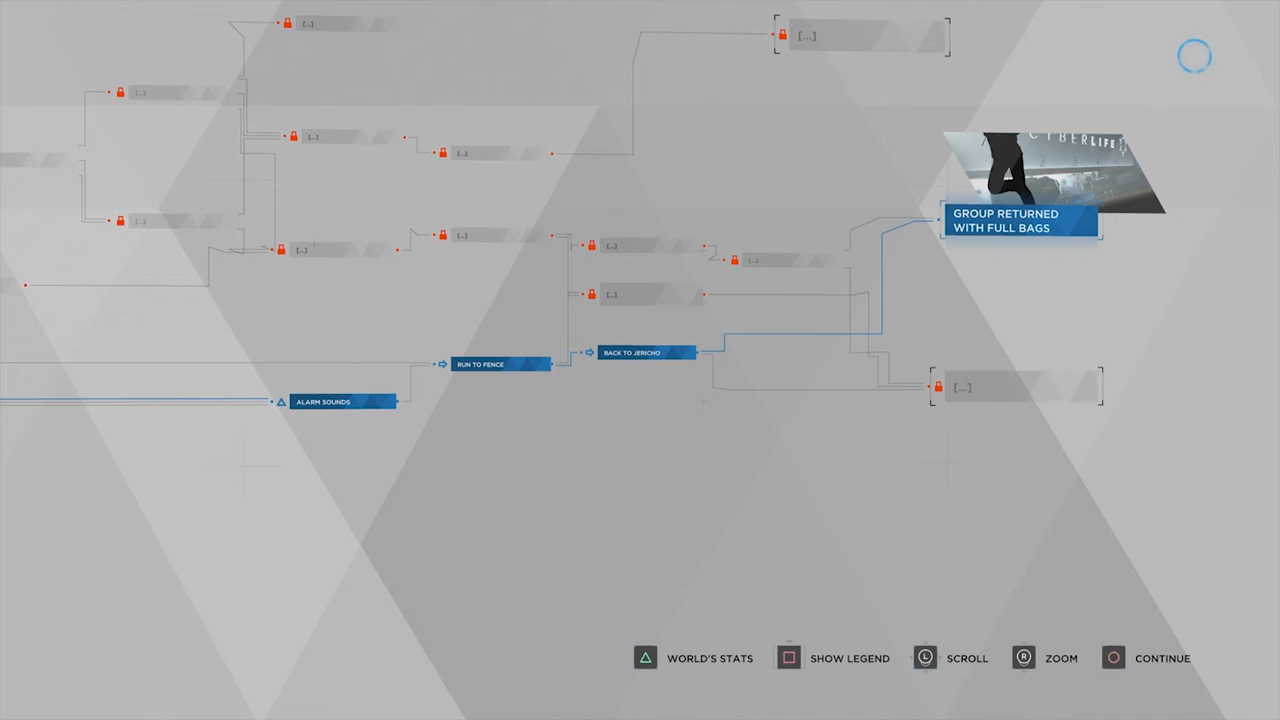 [...]
[...]
[...]
[...]
[...]
CYBERLIFE
GROUP RETURNED
WITH FULL BAGS
[...]
[...]
[...]
[...]
[...]
[...]
BACK TO JERICHO
RUN TO FENCE
[...]
ALARM SOUNDS
WORLD'S STATS
SHOW LEGEND
L
SCROLL
R
ZOOM
CONTINUE